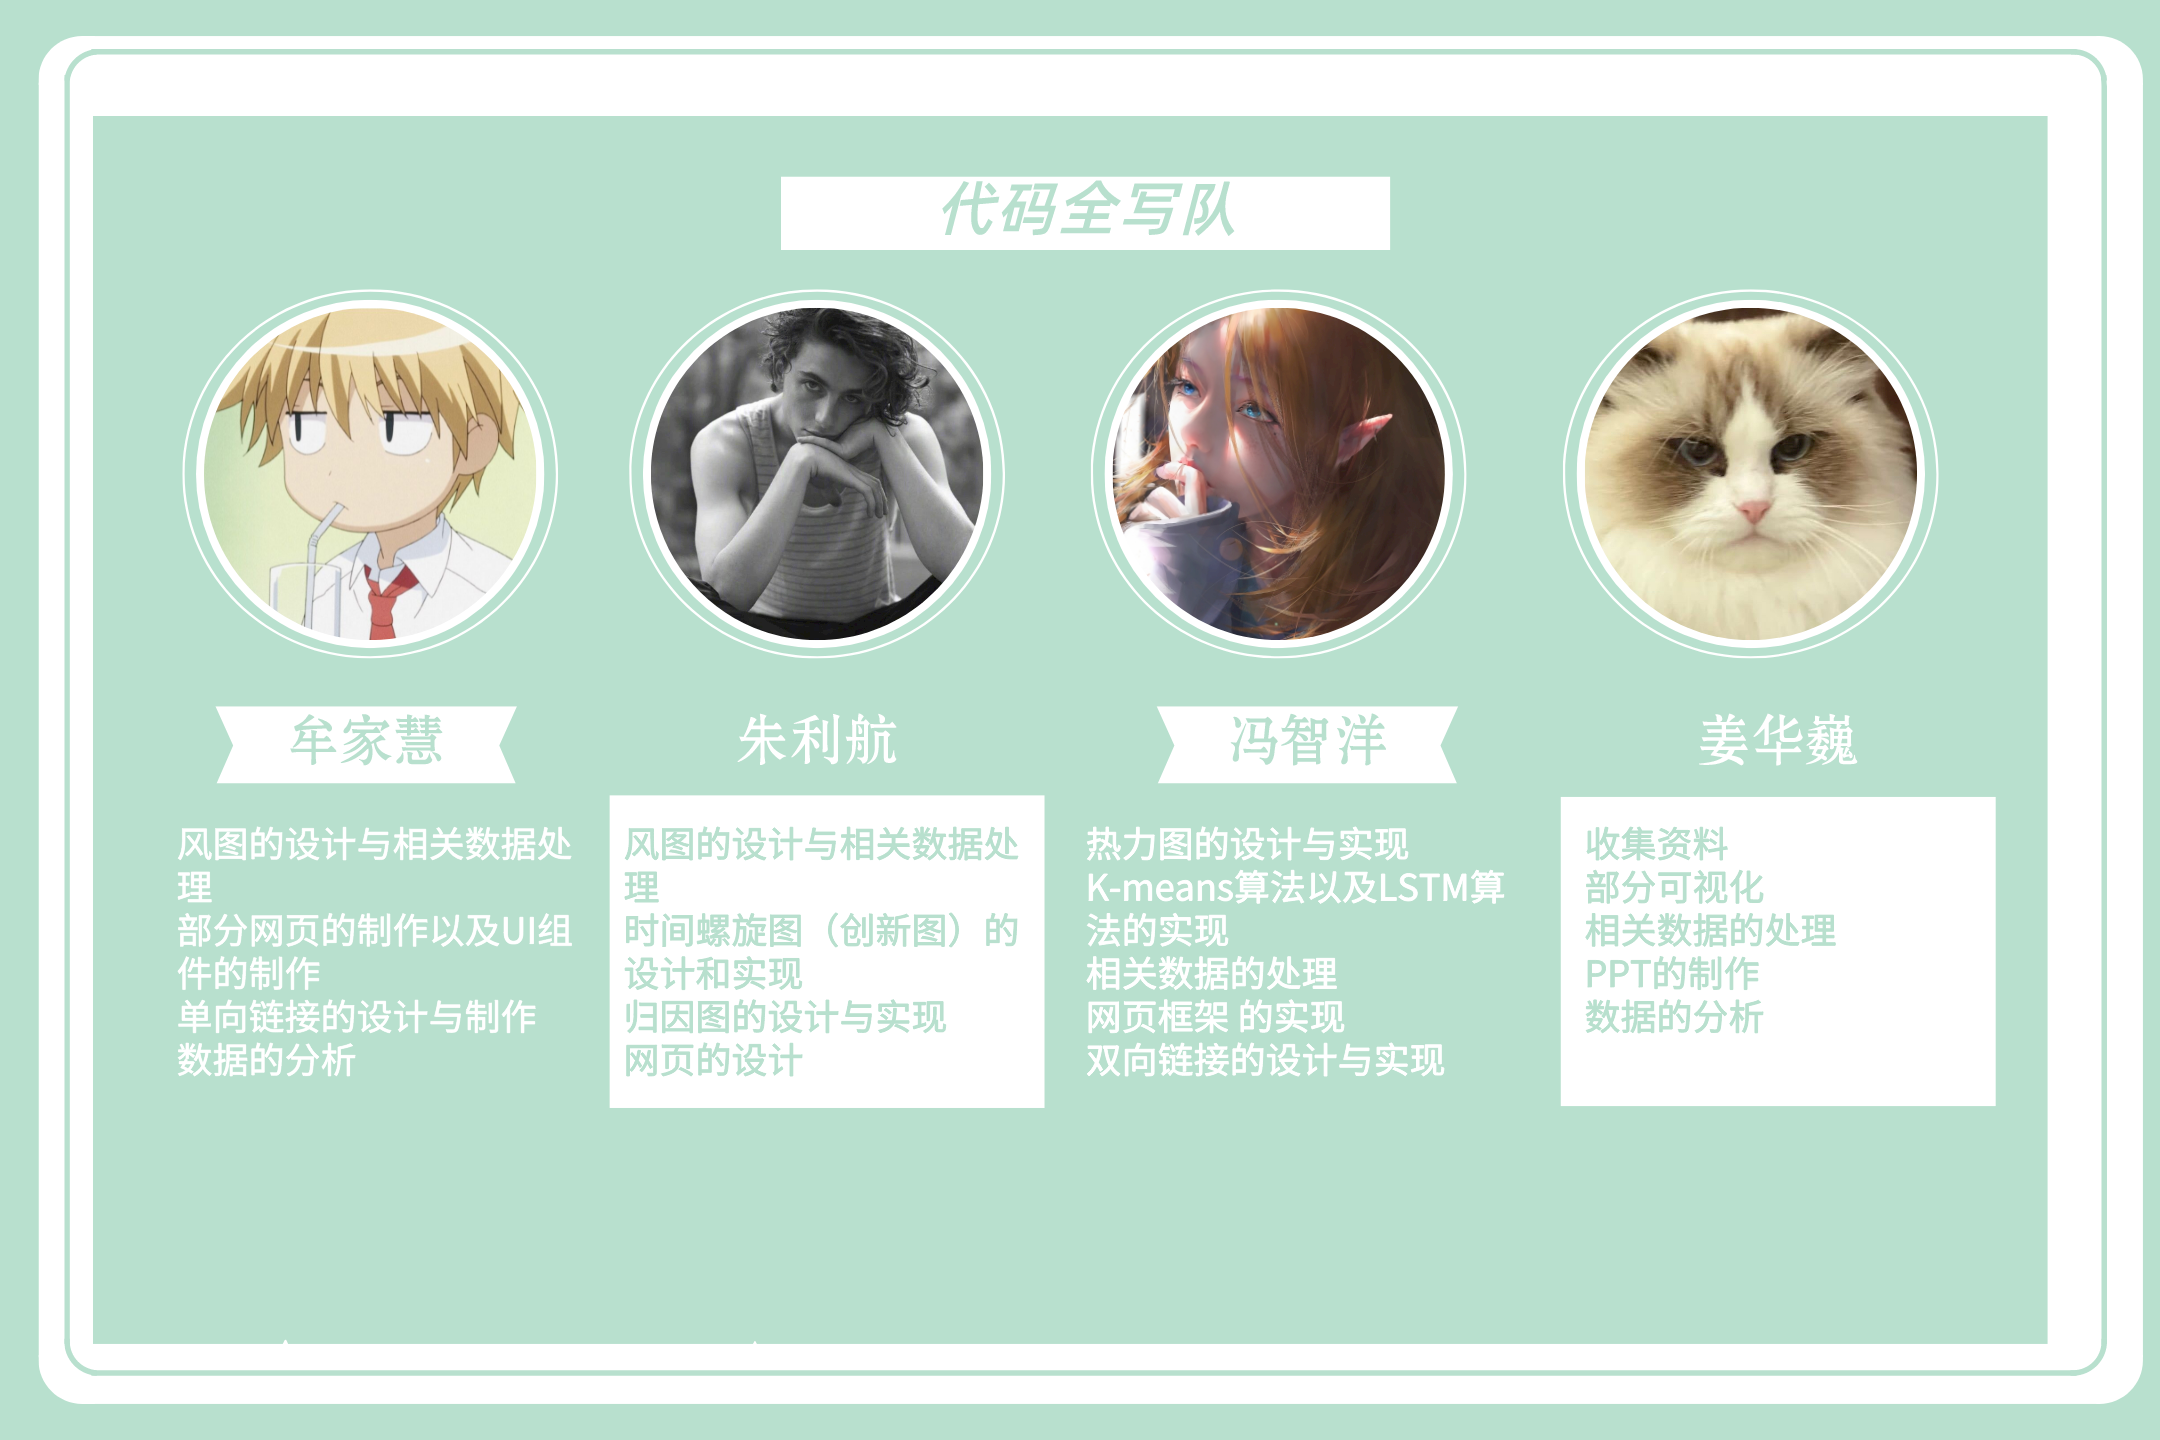 代码全写队
牟家慧
朱利航
冯智洋
姜华巍
风图的设计与相关数据处
理
部分网页的制作以及UI组
件的制作
单向链接的设计与制作
数据的分析
风图的设计与相关数据处
理
时间螺旋图（创新图）的
设计和实现
归因图的设计与实现
网页的设计
热力图的设计与实现
K-means算法以及LSTM算
法的实现
相关数据的处理
网页框架 的实现
双向链接的设计与实现
收集资料
部分可视化
相关数据的处理
PPT的制作
数据的分析